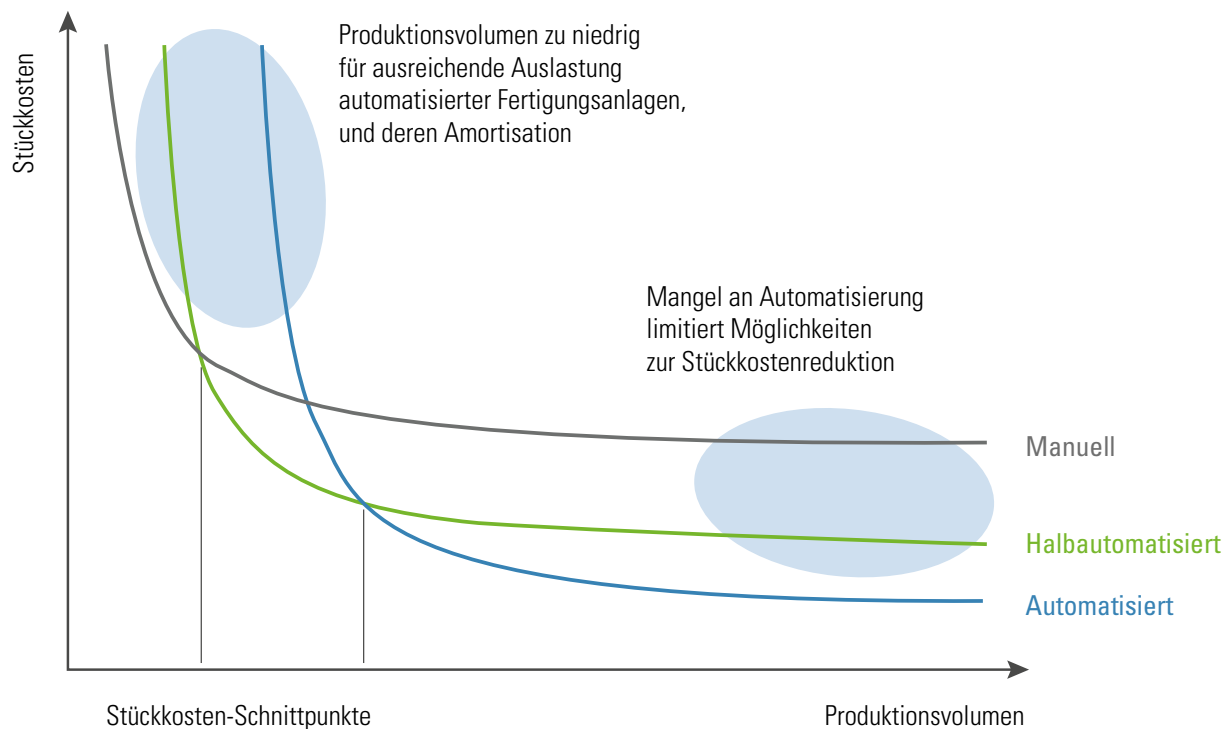 Stückkosten
Produktionsvolumen zu niedrig
für ausreichende Auslastung
automatisierter Fertigungsanlagen,
und deren Amortisation
Mangel an Automatisierung
limitiert Möglichkeiten
zur Stückkostenreduktion
Manuell
Halbautomatisiert
Automatisiert
Stückkosten-Schnittpunkte
Produktionsvolumen